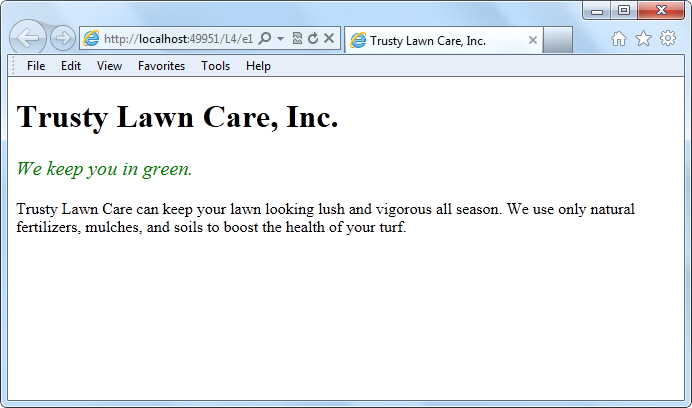 http://localhost:49951/L4/e1
Trusty Lawn Care, Inc.
File Edit View Favorites Tools Help
Trusty Lawn Care, Inc.
We keep you in green.
Trusty Lawn Care can keep your lawn looking lush and vigorous all season. We use only natural
fertilizers, mulches, and soils to boost the health of your turf.